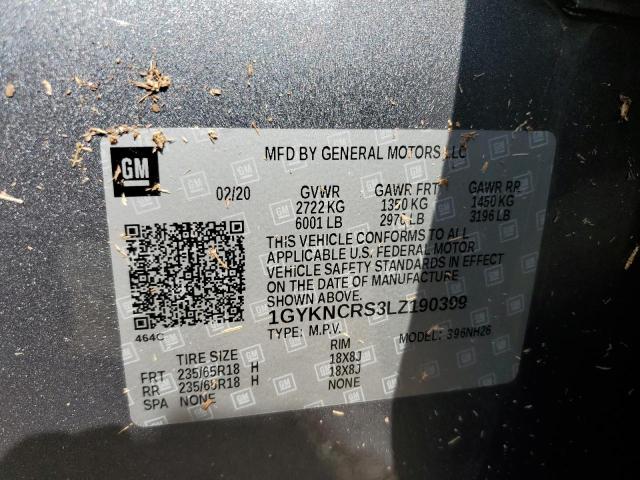 GM
MFD BY GENERAL MOTORS LLC
02/20 GVWR GAWR FRT GAWR RR
2722 KG 1350 KG 1450 KG
6001 LB 2976 LB 3196 LB
THIS VEHICLE CONFORMS TO ALL
APPLICABLE U.S. FEDERAL MOTOR
VEHICLE SAFETY STANDARDS IN EFFECT
ON THE DATE OF MANUFACTURE
SHOWN ABOVE.
1GYKNCRS3LZ190399
464C TYPE: M.P.V. MODEL: 396NH26
TIRE SIZE RIM
FRT 235/65R18 H 18X8J
RR 235/65R18 H 18X8J
SPA NONE NONE